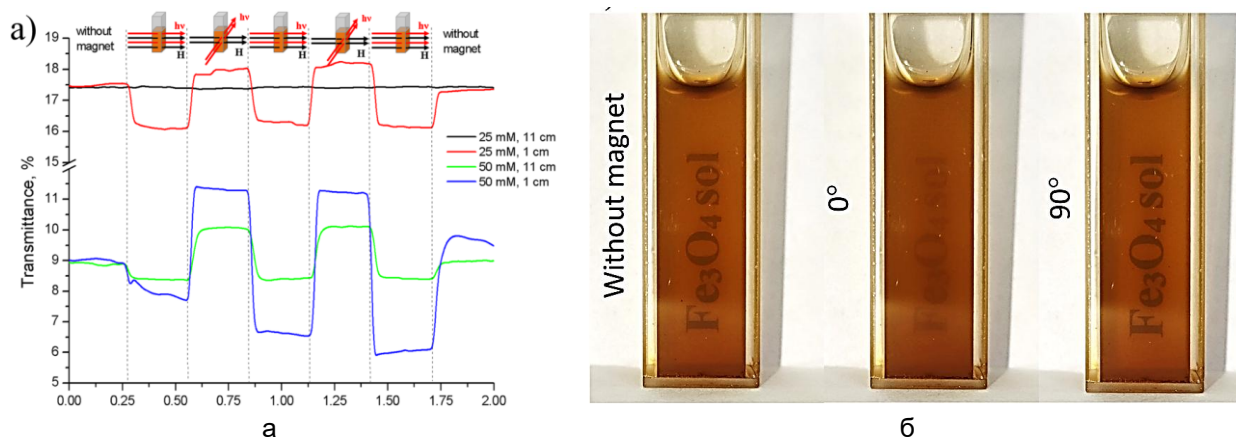 a)
without
magnet
hν
H
hν
H
hν
H
hν
H
hν
H
without
magnet
Transmittance, %
19
18
17
16
15
11
10
9
8
7
6
5
25 mM, 11 cm
25 mM, 1 cm
50 mM, 11 cm
50 mM, 1 cm
0.00 0.25 0.50 0.75 1.00 1.25 1.50 1.75 2.00
а
Without magnet
Fe₃O₄ sol
0°
Fe₃O₄ sol
90°
Fe₃O₄ sol
б